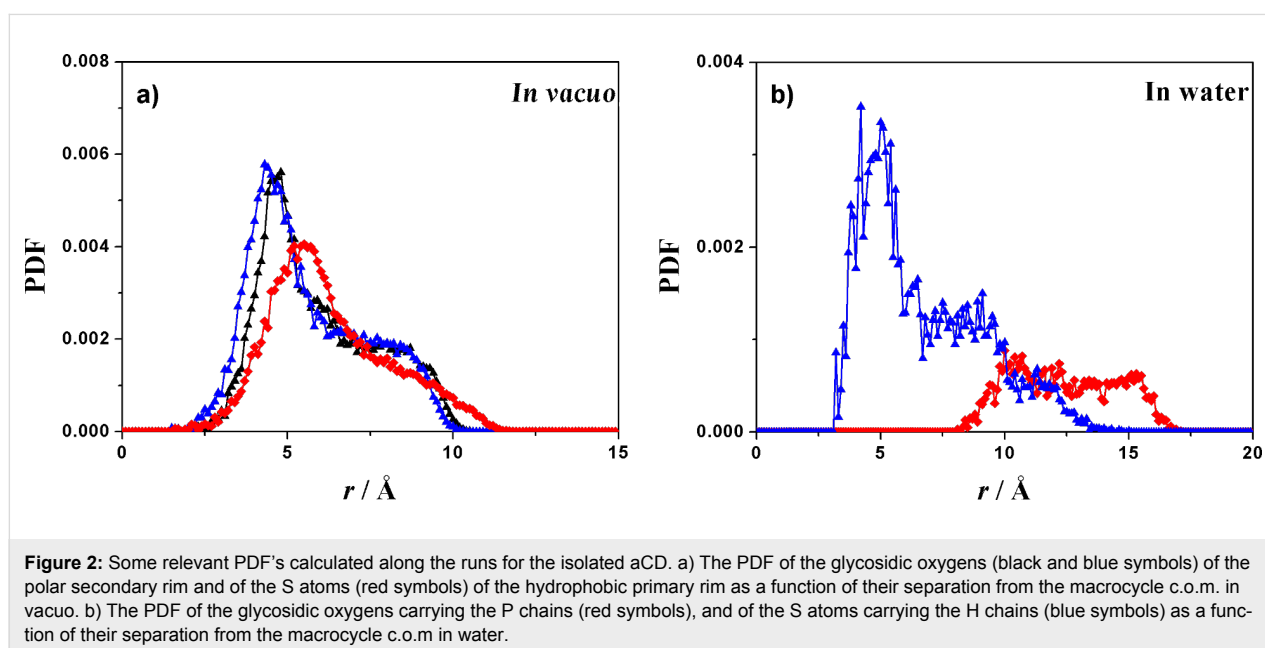 a)
In vacuo
0.008
0.006
0.004
0.002
0.000
PDF
0
5
10
15
r / Å
b)
In water
0.004
0.002
0.000
PDF
0
5
10
15
20
r / Å
Figure 2: Some relevant PDF's calculated along the runs for the isolated aCD. a) The PDF of the glycosidic oxygens (black and blue symbols) of the
polar secondary rim and of the S atoms (red symbols) of the hydrophobic primary rim as a function of their separation from the macrocycle c.o.m. in
vacuo. b) The PDF of the glycosidic oxygens carrying the P chains (red symbols), and of the S atoms carrying the H chains (blue symbols) as a func-
tion of their separation from the macrocycle c.o.m in water.